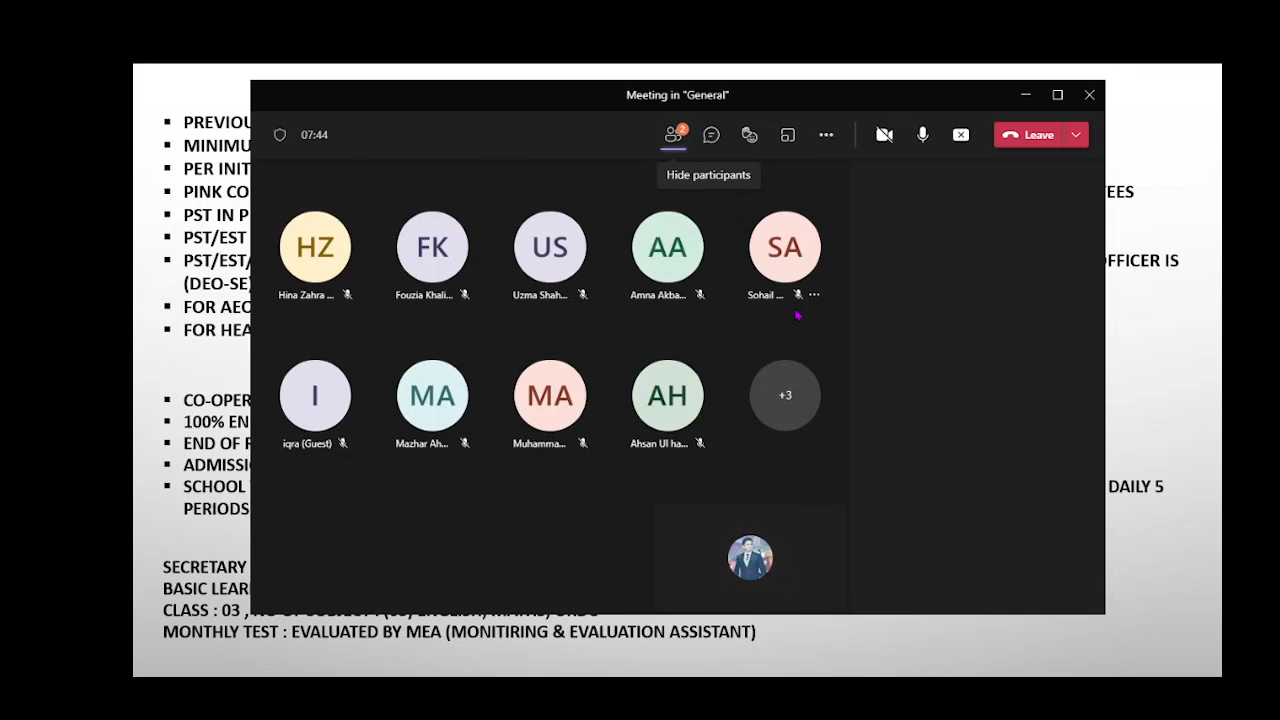 Meeting in "General"
07:44
2
Leave
Hide participants
HZ
FK
US
AA
SA
Hina Zahra ...
Fouzia Khali...
Uzma Shah...
Amna Akba...
Sohail ...
I
MA
MA
AH
+3
iqra (Guest)
Mazhar Ah...
Muhamma...
Ahsan Ul ha...
PREVIOU
MINIMU
PER INIT
PINK CO
TEES
PST IN P
PST/EST
PST/EST/
OFFICER IS
(DEO-SE)
FOR AEO
FOR HEA
CO-OPER
100% EN
END OF R
ADMISSIO
SCHOOL
DAILY 5
PERIODS
SECRETARY
BASIC LEAR
CLASS : 03 ,
MONTHLY TEST : EVALUATED BY MEA (MONITIRING & EVALUATION ASSISTANT)